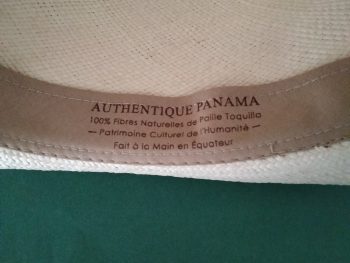 AUTHENTIQUE PANAMA
100% Fibres Naturelles de Paille Toquilla
— Patrimoine Culturel de l'Humanité —
Fait à la Main en Équateur